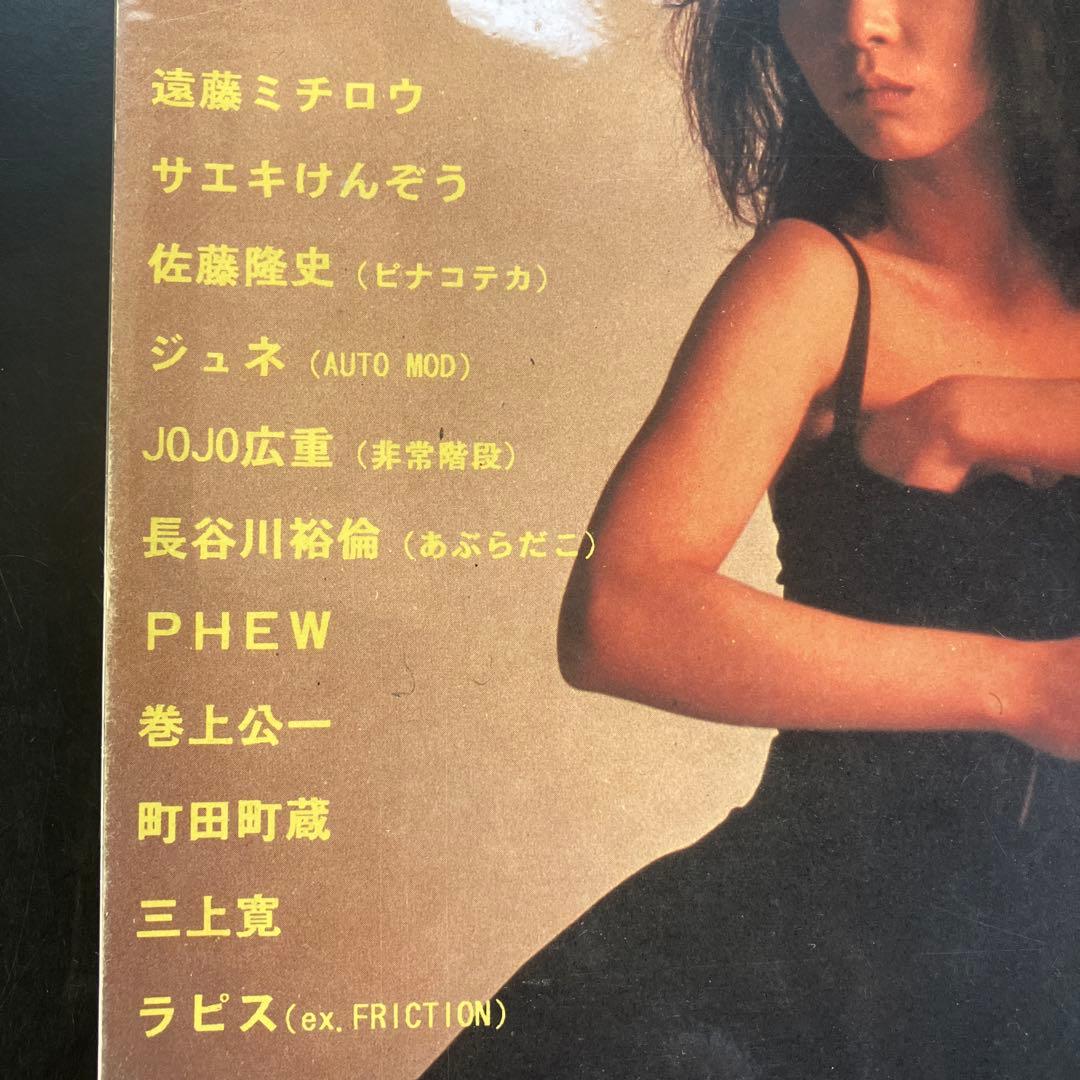 遠藤ミチロウ
サエキけんぞう
佐藤隆史 (ピナコテカ)
ジュネ (AUTO MOD)
JOJO広重 (非常階段)
長谷川裕倫 (あぶらだこ)
PHEW
巻上公一
町田町蔵
三上寛
ラピス(ex.FRICTION)